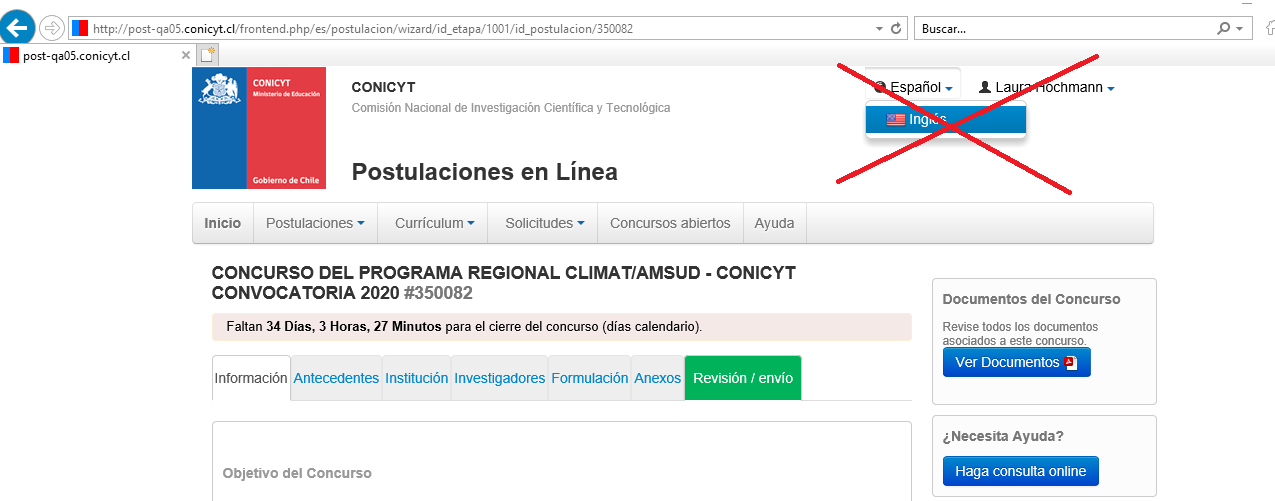 http://post-qa05.conicyt.cl/frontend.php/es/postulacion/wizard/id_etapa/1001/id_postulacion/350082
Buscar...
post-qa05.conicyt.cl
CONICYT
Ministerio de Educación
Gobierno de Chile
CONICYT
Comisión Nacional de Investigación Científica y Tecnológica
Postulaciones en Línea
Español
Laura Hochmann
Inglés
Inicio
Postulaciones
Currículum
Solicitudes
Concursos abiertos
Ayuda
CONCURSO DEL PROGRAMA REGIONAL CLIMAT/AMSUD - CONICYT
CONVOCATORIA 2020 #350082
Faltan 34 Días, 3 Horas, 27 Minutos para el cierre del concurso (días calendario).
Información
Antecedentes
Institución
Investigadores
Formulación
Anexos
Revisión / envío
Objetivo del Concurso
Documentos del Concurso
Revise todos los documentos
asociados a este concurso.
Ver Documentos
¿Necesita Ayuda?
Haga consulta online